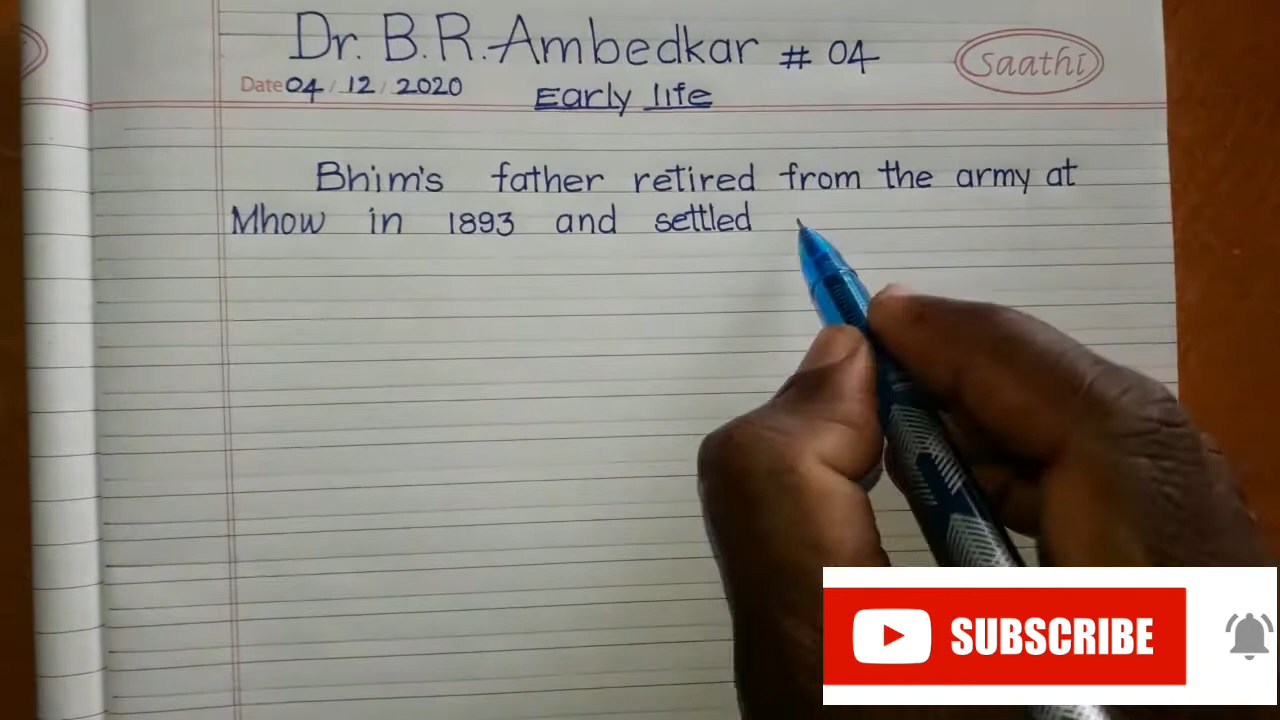 Dr. B.R. Ambedkar # 04
Saathi
Date 04/12/2020
Early life
Bhim's father retired from the army at
Mhow in 1893 and settled
SUBSCRIBE